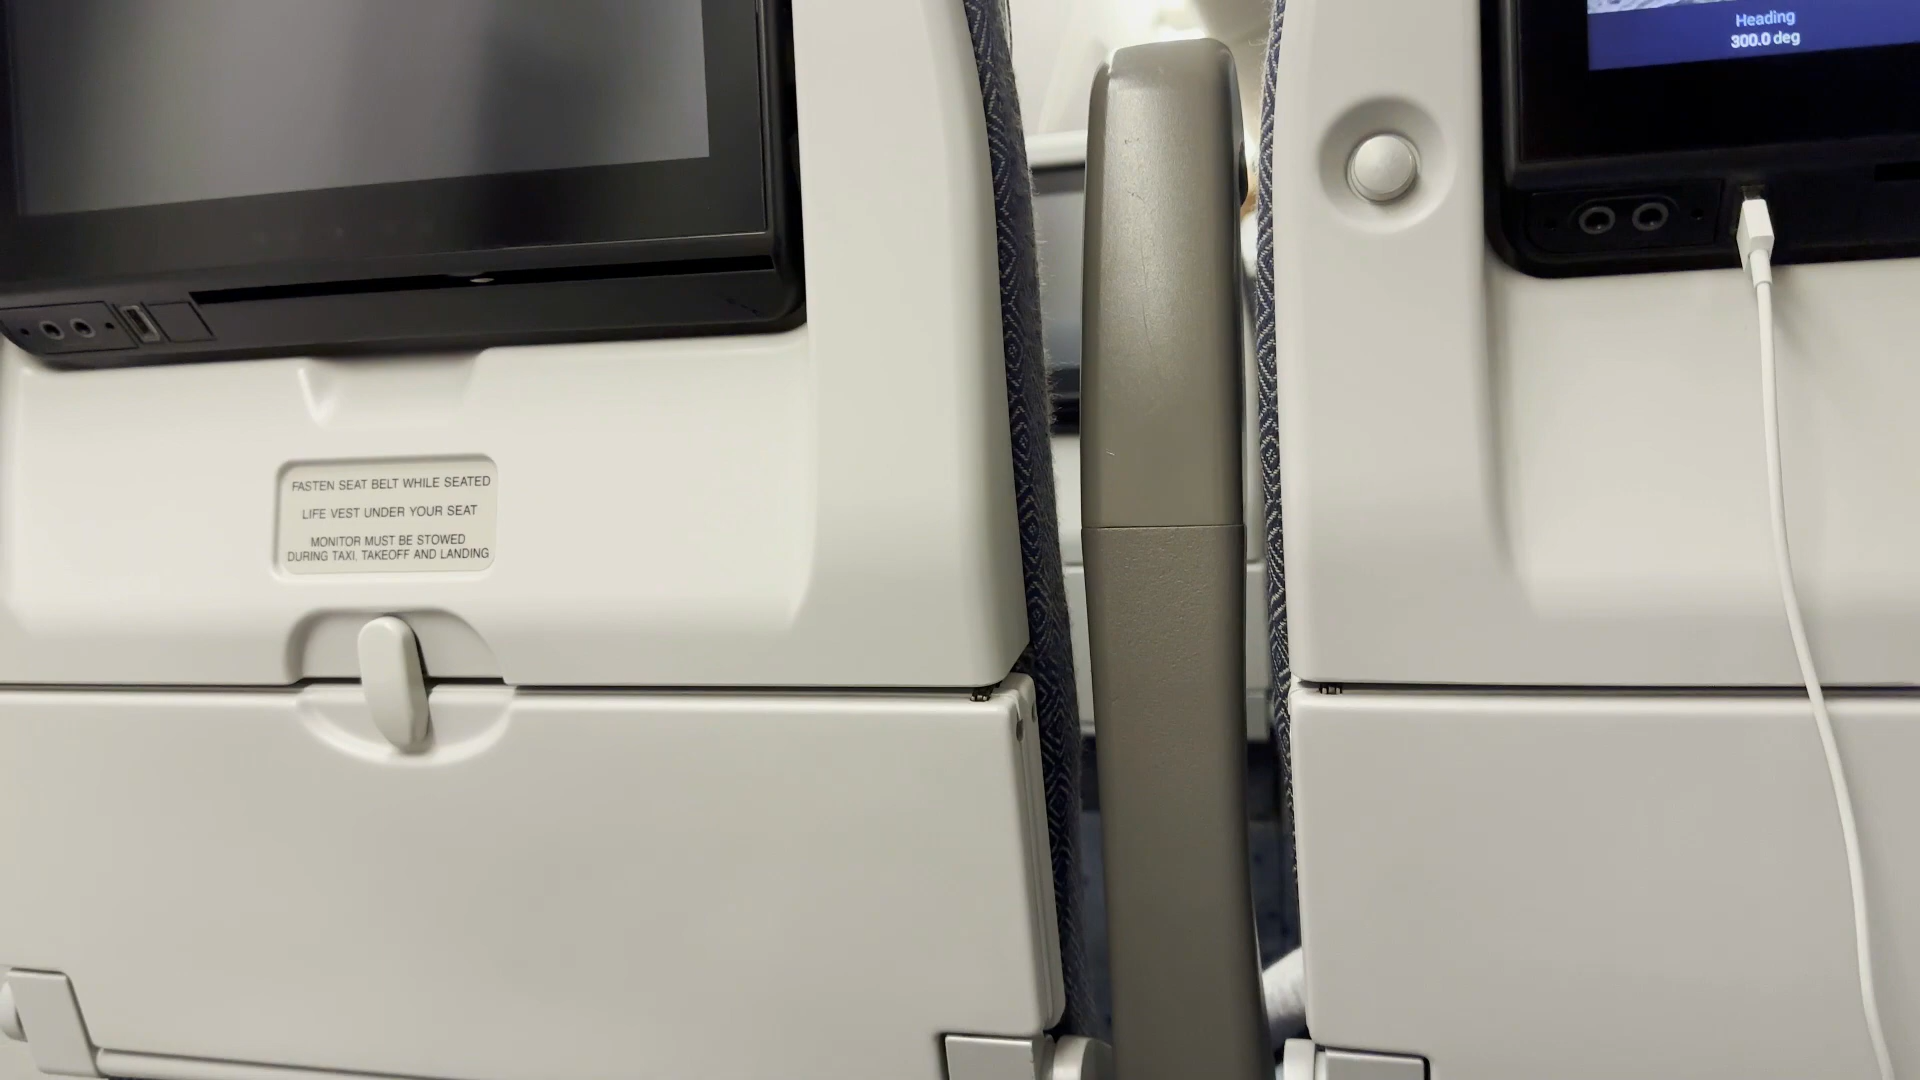 Heading
300.0 deg
FASTEN SEAT BELT WHILE SEATED
LIFE VEST UNDER YOUR SEAT
MONITOR MUST BE STOWED
DURING TAXI, TAKEOFF AND LANDING